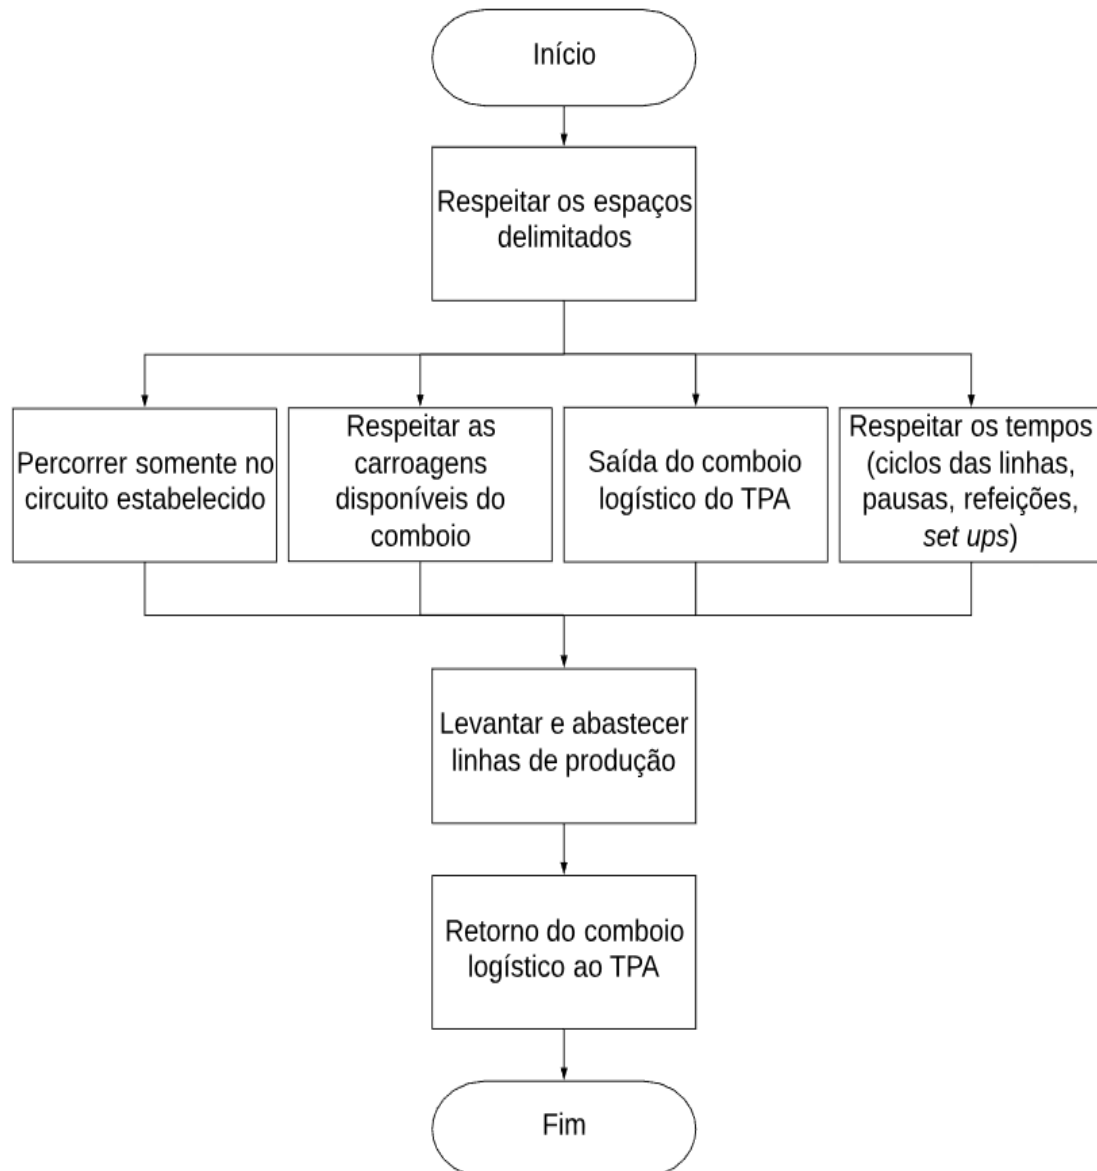 Início
Respeitar os espaços
delimitados
Percorrer somente no
circuito estabelecido
Respeitar as
carroagens
disponíveis do
comboio
Saída do comboio
logístico do TPA
Respeitar os tempos
(ciclos das linhas,
pausas, refeições,
set ups)
Levantar e abastecer
linhas de produção
Retorno do comboio
logístico ao TPA
Fim